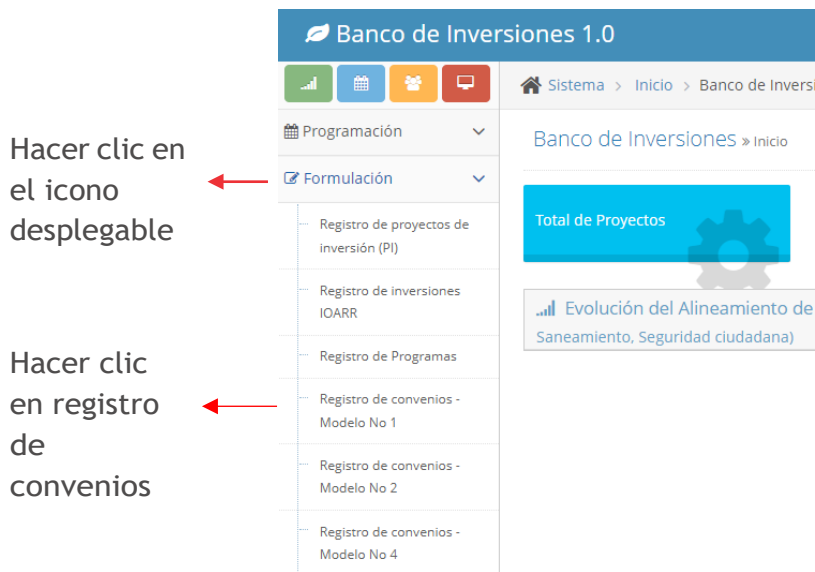 Banco de Inversiones 1.0
Sistema > Inicio > Banco de Inversi
Programación
Banco de Inversiones » Inicio
Hacer clic en
el icono
desplegable
Formulación
Registro de proyectos de
inversión (PI)
Total de Proyectos
Registro de inversiones
IOARR
Evolución del Alineamiento de
Saneamiento, Seguridad ciudadana)
Registro de Programas
Hacer clic
en registro
de
convenios
Registro de convenios -
Modelo No 1
Registro de convenios -
Modelo No 2
Registro de convenios -
Modelo No 4